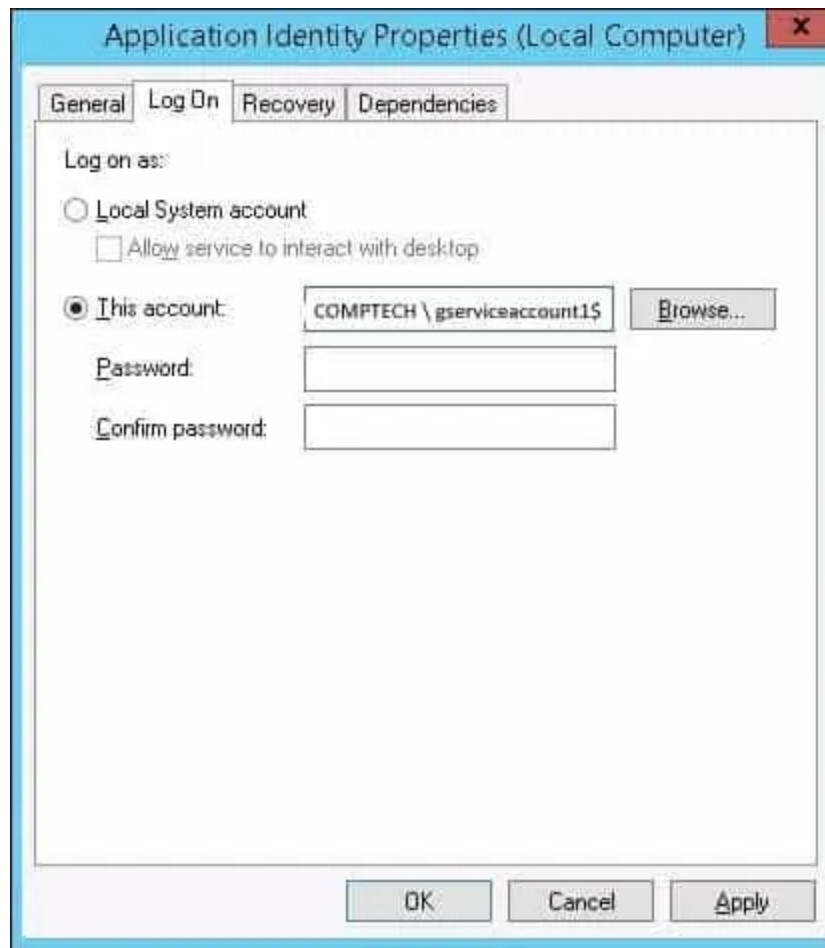 Application Identity Properties (Local Computer)
x
General Log On Recovery Dependencies
Log on as:
Local System account
Allow service to interact with desktop
This account: COMPTECH \ gserviceaccount1$ Browse...
Password:
Confirm password:
OK Cancel Apply